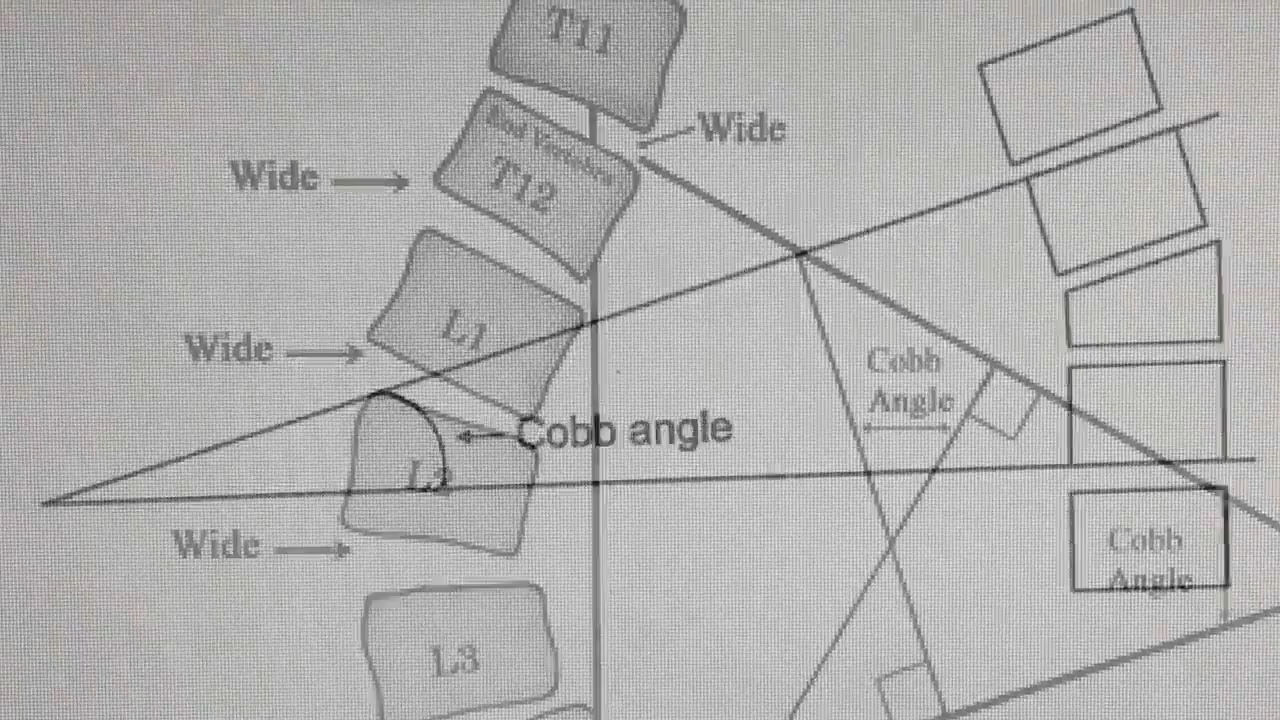 T11
Wide
End Vertebra
T12
Wide
L1
Wide
Cobb
Angle
Cobb angle
L2
Wide
Cobb
Angle
L3